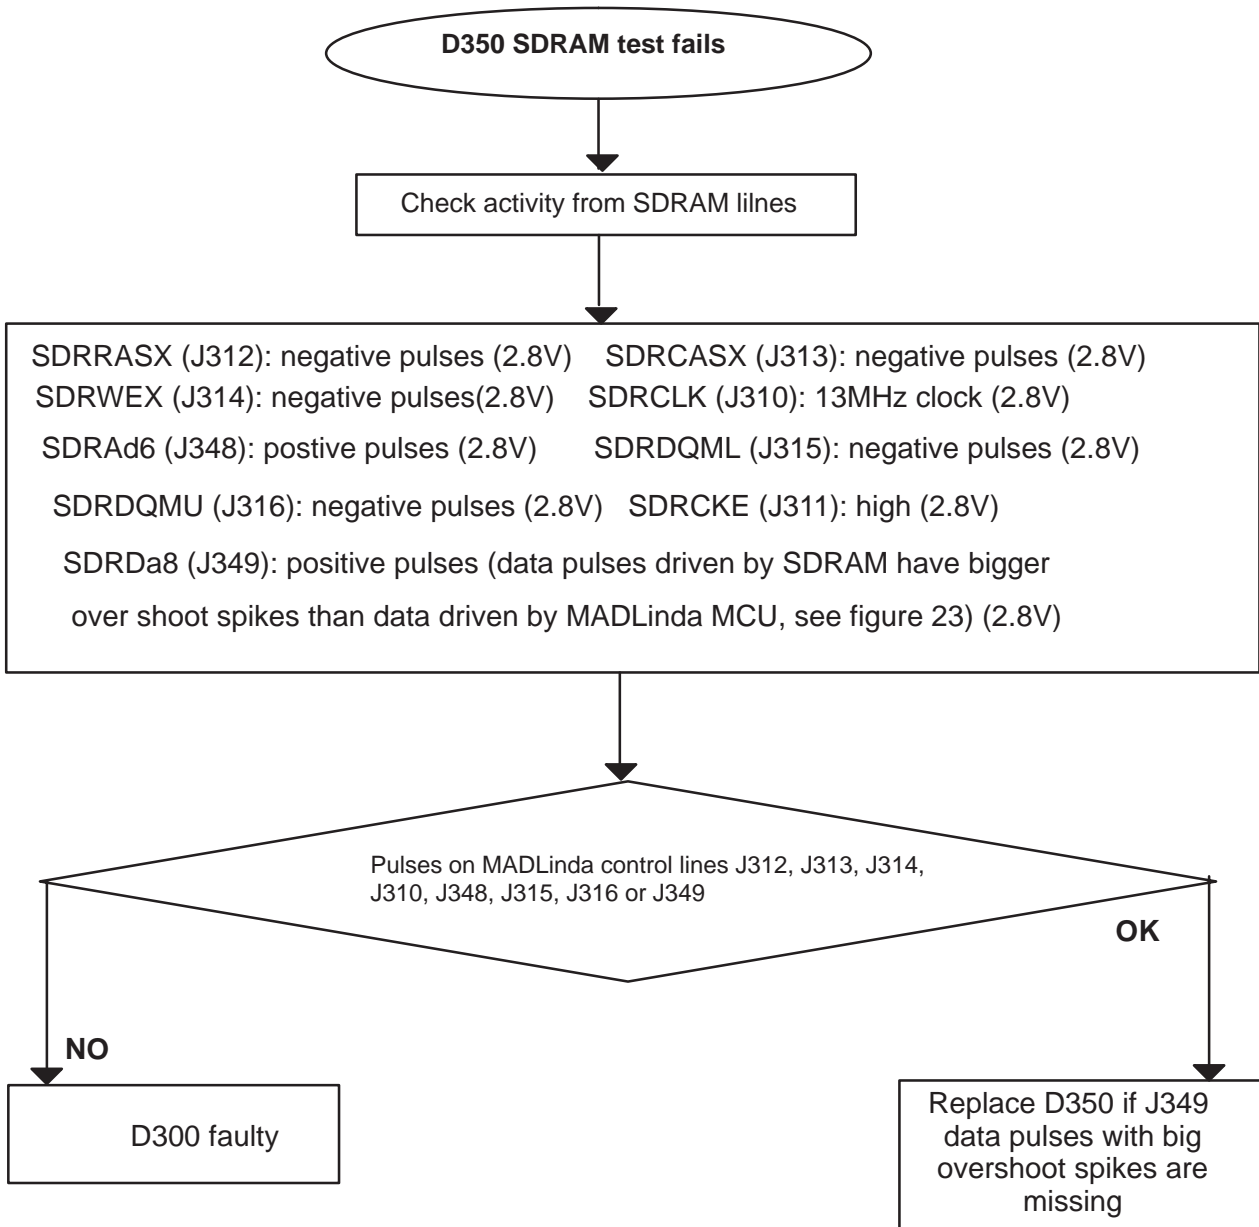 D350 SDRAM test fails
Check activity from SDRAM lilnes
SDRRASX (J312): negative pulses (2.8V) SDRCASX (J313): negative pulses (2.8V)
SDRWEX (J314): negative pulses(2.8V) SDRCLK (J310): 13MHz clock (2.8V)
SDRAd6 (J348): postive pulses (2.8V) SDRDQML (J315): negative pulses (2.8V)
SDRDQMU (J316): negative pulses (2.8V) SDRCKE (J311): high (2.8V)
SDRDa8 (J349): positive pulses (data pulses driven by SDRAM have bigger
over shoot spikes than data driven by MADLinda MCU, see figure 23) (2.8V)
Pulses on MADLinda control lines J312, J313, J314,
J310, J348, J315, J316 or J349
OK
NO
D300 faulty
Replace D350 if J349
data pulses with big
overshoot spikes are
missing